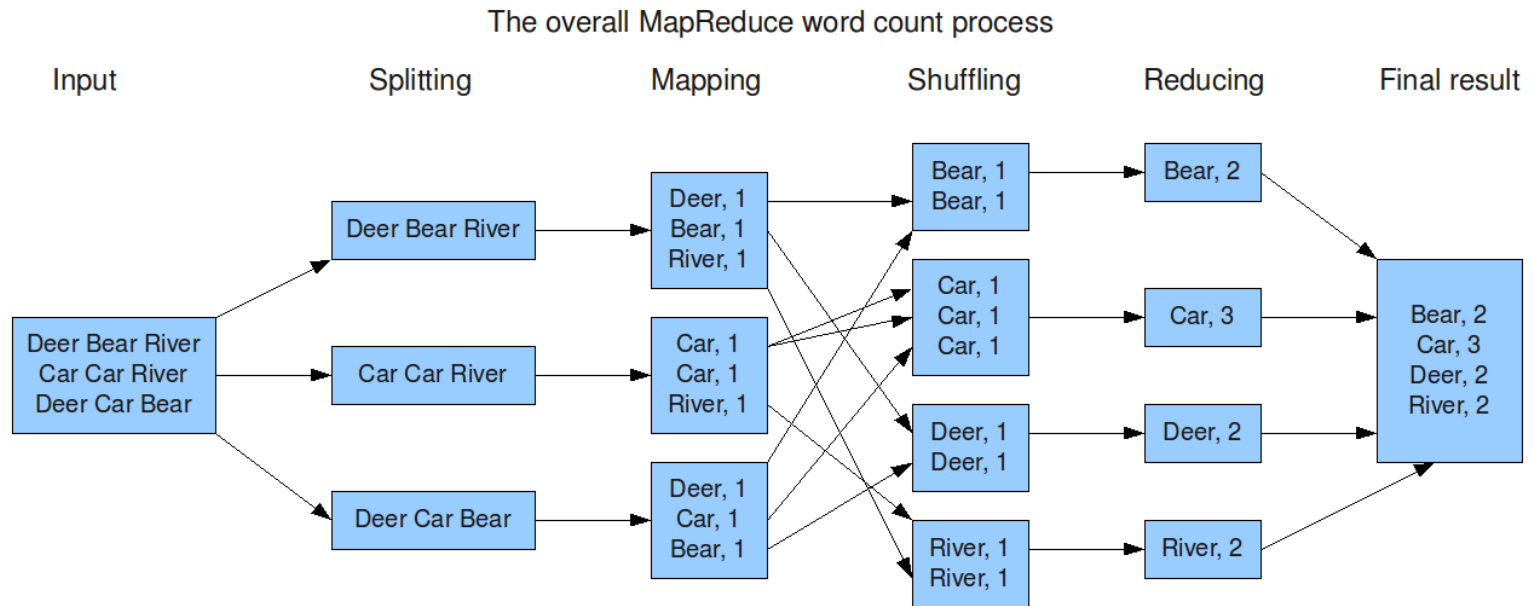 The overall MapReduce word count process
Input
Splitting
Mapping
Shuffling
Reducing
Final result
Deer Bear River
Car Car River
Deer Car Bear
Deer Bear River
Car Car River
Deer Car Bear
Deer, 1
Bear, 1
River, 1
Car, 1
Car, 1
River, 1
Deer, 1
Car, 1
Bear, 1
Bear, 1
Bear, 1
Car, 1
Car, 1
Car, 1
Deer, 1
Deer, 1
River, 1
River, 1
Bear, 2
Car, 3
Deer, 2
River, 2
Bear, 2
Car, 3
Deer, 2
River, 2